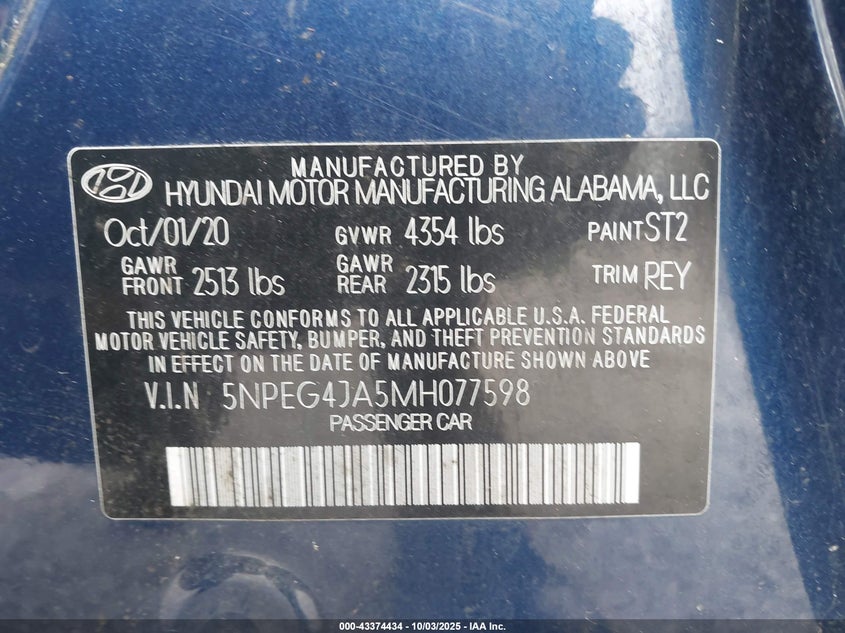 MANUFACTURED BY
HYUNDAI MOTOR MANUFACTURING ALABAMA, LLC
Oct/01/20 GVWR 4354 lbs PAINT ST2
GAWR FRONT 2513 lbs GAWR REAR 2315 lbs TRIM REY
THIS VEHICLE CONFORMS TO ALL APPLICABLE U.S.A. FEDERAL
MOTOR VEHICLE SAFETY, BUMPER, AND THEFT PREVENTION STANDARDS
IN EFFECT ON THE DATE OF MANUFACTURE SHOWN ABOVE
V.I.N 5NPEG4JA5MH077598
PASSENGER CAR
000-43374434 - 10/03/2025 - IAA Inc.